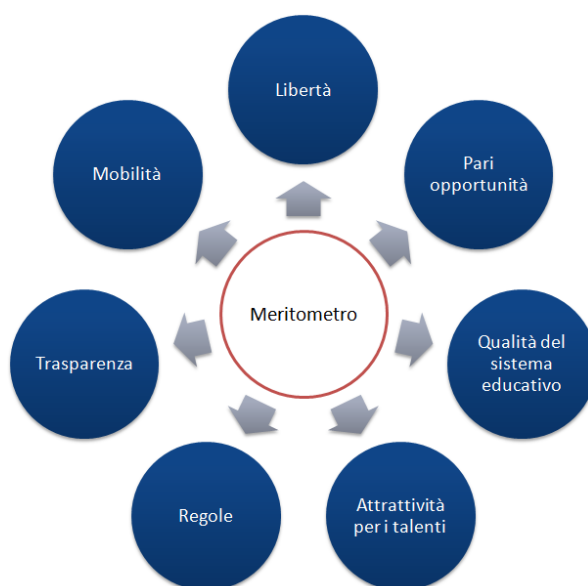 Libertà
Pari
opportunità
Qualità del
sistema
educativo
Attrattività
per i talenti
Regole
Trasparenza
Mobilità
Meritometro